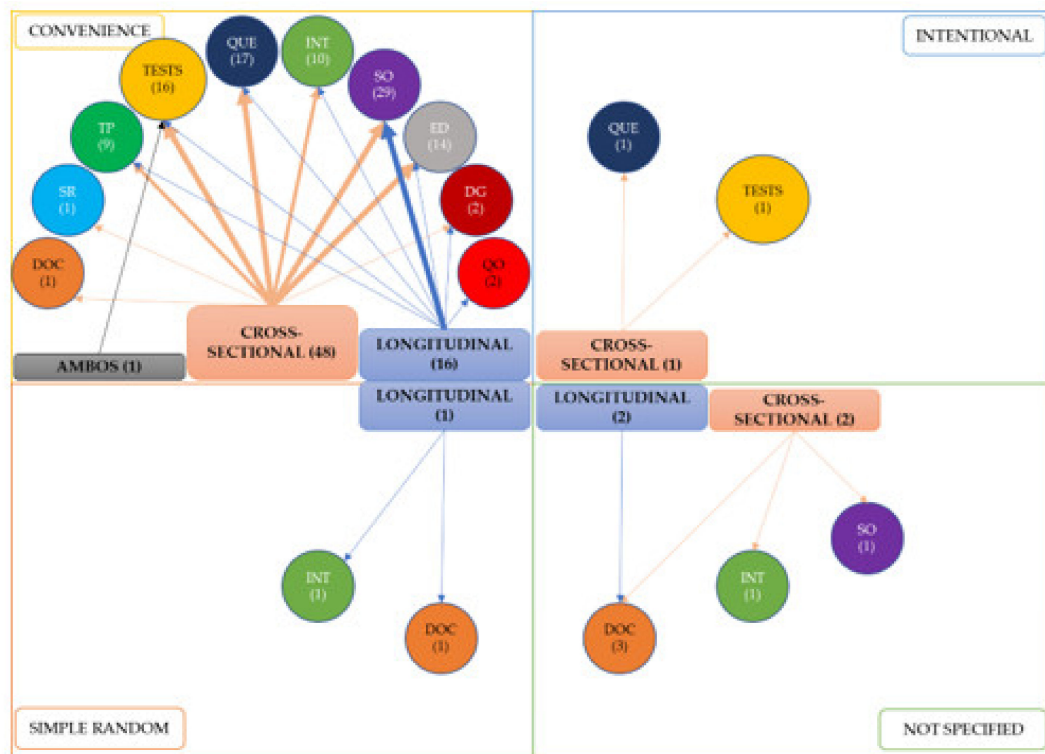 CONVENIENCE
QUE
(17)
INT
(10)
TESTS
(16)
SO
(29)
TP
(9)
ED
(14)
SR
(1)
DG
(2)
DOC
(1)
QO
(2)
CROSS-
SECTIONAL (48)
LONGITUDINAL
(16)
AMBOS (1)
INTENTIONAL
QUE
(1)
TESTS
(1)
CROSS-
SECTIONAL (1)
LONGITUDINAL
(1)
INT
(1)
DOC
(1)
SIMPLE RANDOM
LONGITUDINAL
(2)
CROSS-
SECTIONAL (2)
SO
(1)
INT
(1)
DOC
(3)
NOT SPECIFIED